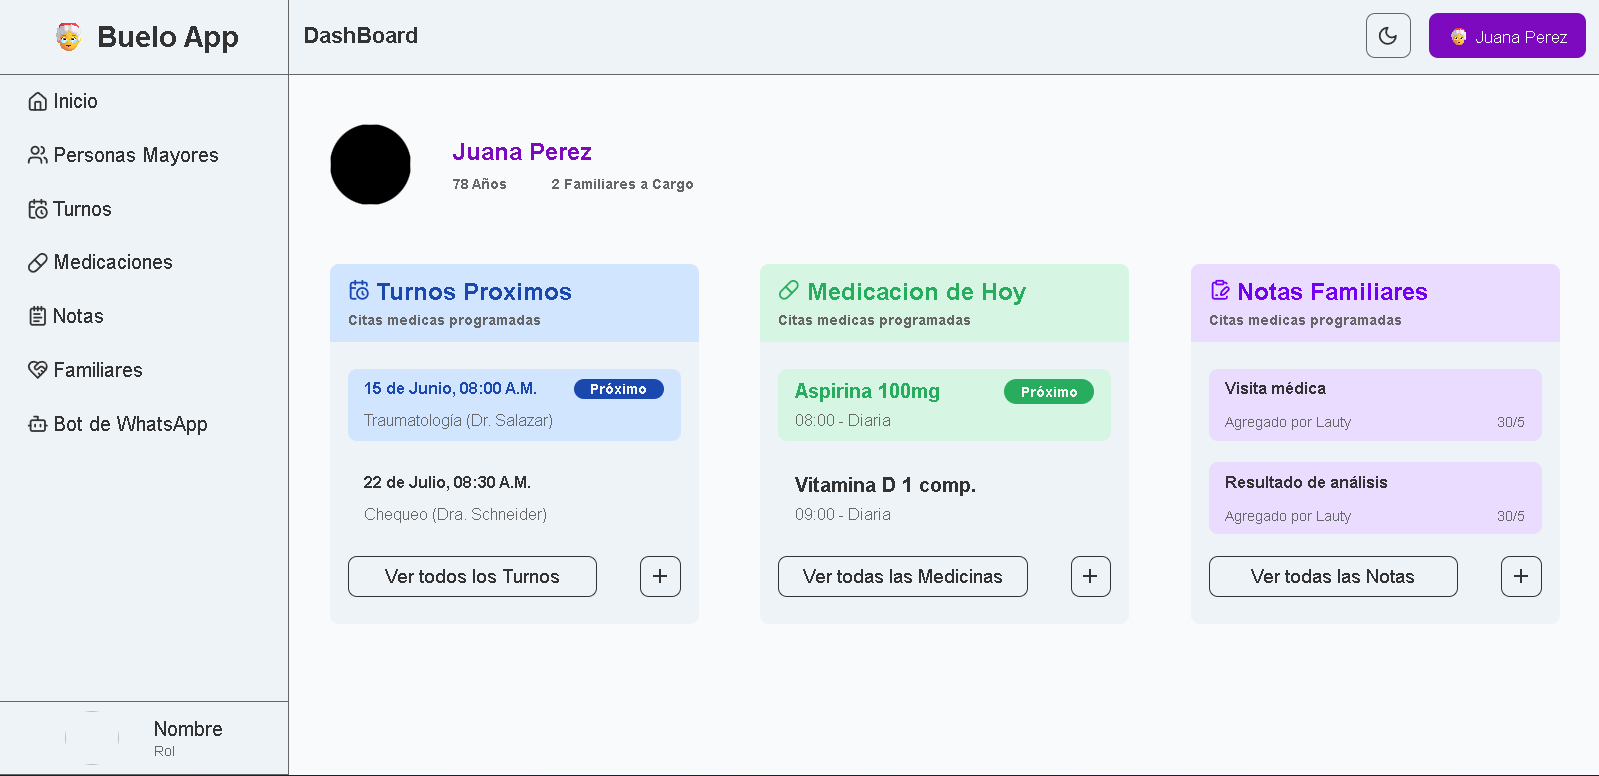 Buelo App
DashBoard
Juana Perez
Inicio
Personas Mayores
Turnos
Medicaciones
Notas
Familiares
Bot de WhatsApp
Nombre
Rol
Juana Perez
78 Años 2 Familiares a Cargo
Turnos Proximos
Citas medicas programadas
15 de Junio, 08:00 A.M. Próximo
Traumatología (Dr. Salazar)
22 de Julio, 08:30 A.M.
Chequeo (Dra. Schneider)
Ver todos los Turnos +
Medicacion de Hoy
Citas medicas programadas
Aspirina 100mg Próximo
08:00 - Diaria
Vitamina D 1 comp.
09:00 - Diaria
Ver todas las Medicinas +
Notas Familiares
Citas medicas programadas
Visita médica
Agregado por Lauty 30/5
Resultado de análisis
Agregado por Lauty 30/5
Ver todas las Notas +